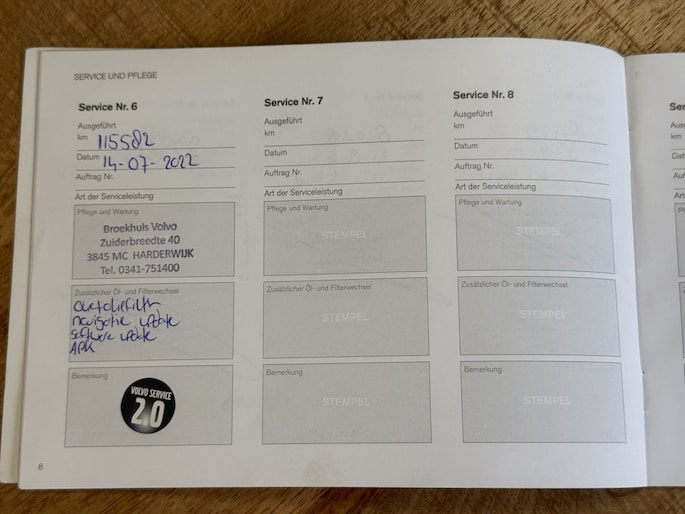 SERVICE UND PFLEGE
Service Nr. 6
Ausgeführt
km 115582
Datum 14-07-2022
Auftrag Nr.
Art der Serviceleistung
Pflege und Wartung
Broekhuis Volvo
Zuiderbreedte 40
3845 MC HARDERWIJK
Tel. 0341-751400
Zusätzlicher Öl- und Filterwechsel
navigatie update
software update
APK
Bemerkung
VOLVO SERVICE
2.0
8
Service Nr. 7
Ausgeführt
km
Datum
Auftrag Nr.
Art der Serviceleistung
Pflege und Wartung
STEMPEL
Zusätzlicher Öl- und Filterwechsel
STEMPEL
Bemerkung
STEMPEL
Service Nr. 8
Ausgeführt
km
Datum
Auftrag Nr.
Art der Serviceleistung
Pflege und Wartung
STEMPEL
Zusätzlicher Öl- und Filterwechsel
STEMPEL
Bemerkung
STEMPEL